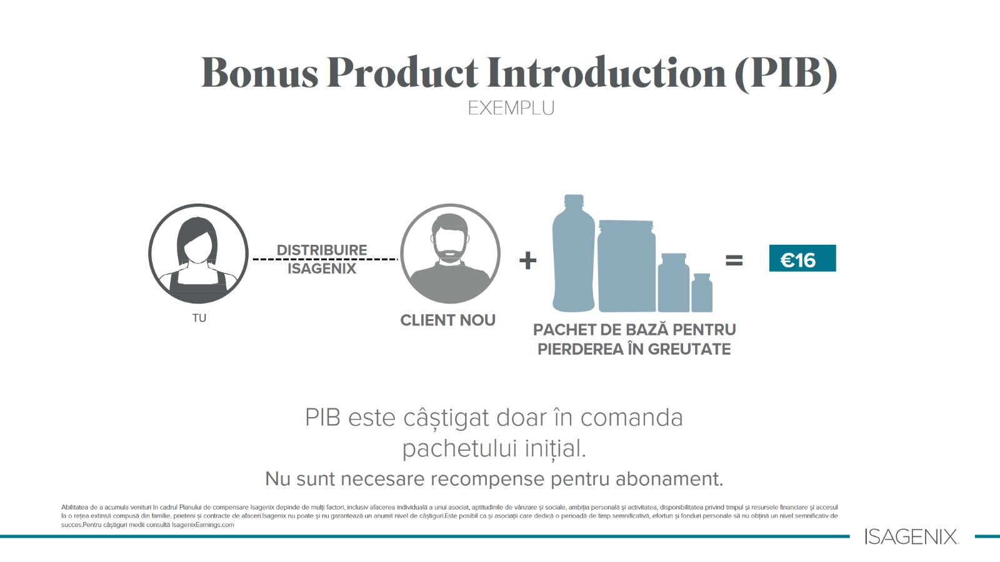 Bonus Product Introduction (PIB)
EXEMPLU
DISTRIBUIRE
ISAGENIX
+
=
€16
TU
CLIENT NOU
PACHET DE BAZĂ PENTRU
PIERDEREA ÎN GREUTATE
PIB este câștigat doar în comanda
pachetului inițial.
Nu sunt necesare recompense pentru abonament.
Abilitatea de a acumula venituri în cadrul Planului de compensare Isagenix depinde de mulți factori, inclusiv afacerea individuală a unui asociat, aptitudinile de vânzare și sociale, ambiția personală și activitatea, disponibilitatea privind timpul și resursele financiare și accesul
la o rețea extinsă compusă din familie, prieteni și contracte de afaceri.Isagenix nu poate și nu garantează un anumit nivel de câștiguri.Este posibil ca și asociații care dedică o perioadă de timp semnificativă, eforturi și fonduri personale să nu obțină un nivel semnificativ de
succes.Pentru câștiguri medii consultă IsagenixEarnings.com
ISAGENIX